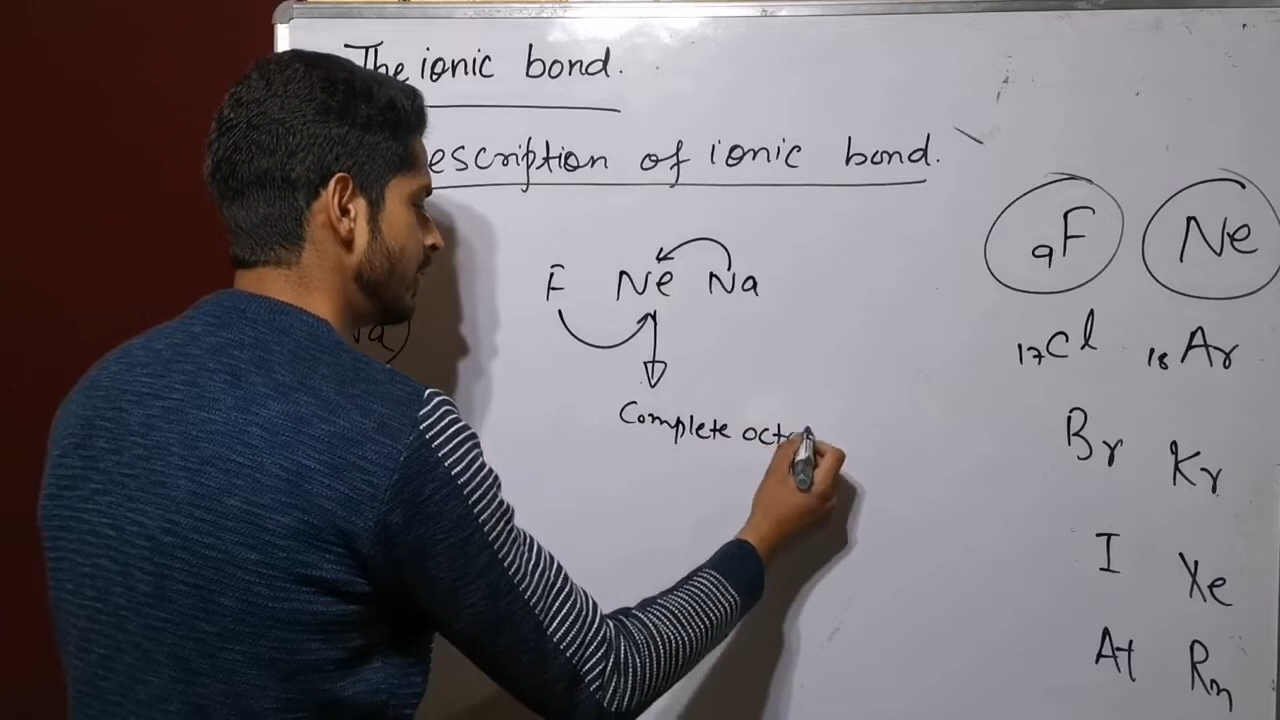 The ionic bond.
escription of ionic bond.
9F Ne
F Ne Na
17Cl 18Ar
Complete oct
Br Kr
I Xe
At Rn